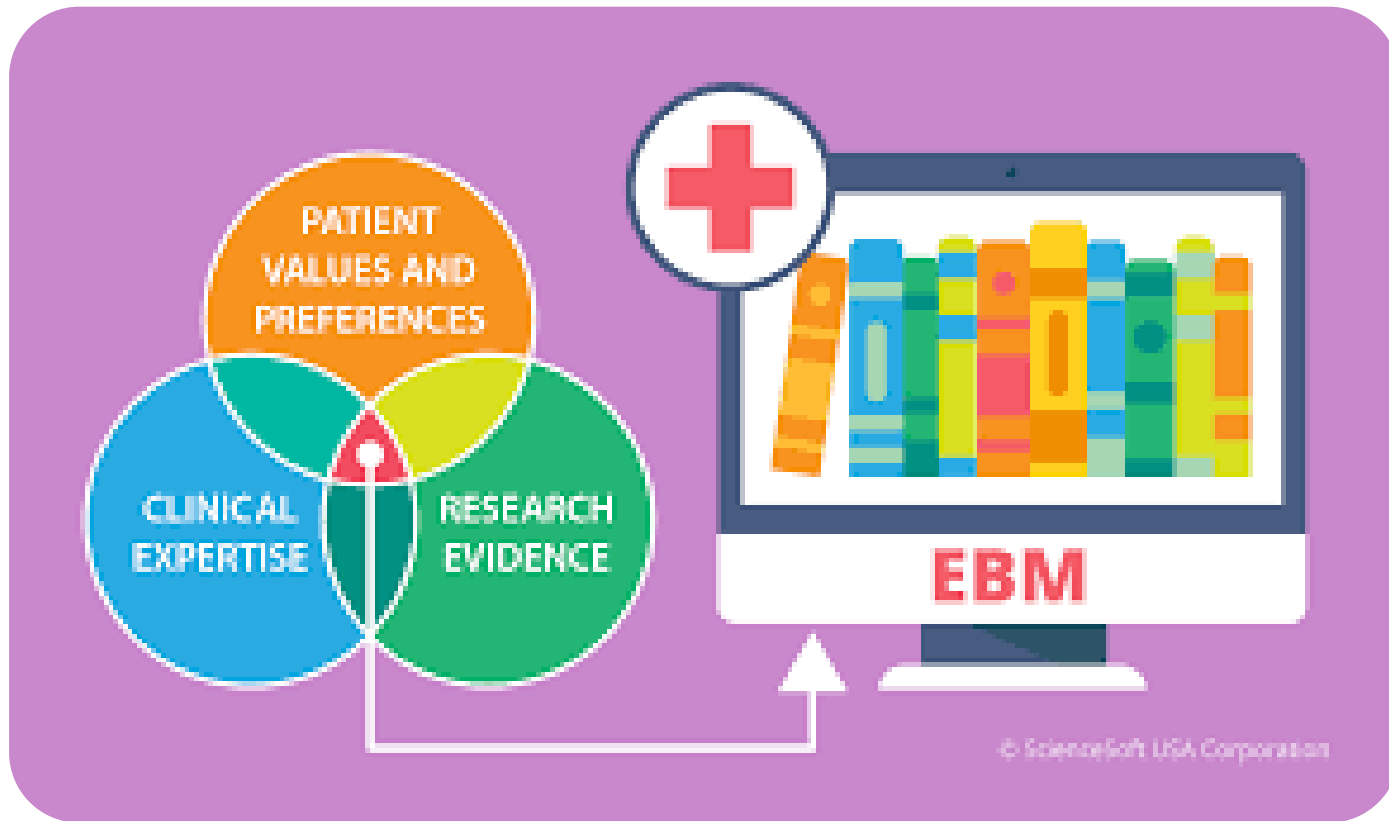 PATIENT
VALUES AND
PREFERENCES
CLINICAL
EXPERTISE
RESEARCH
EVIDENCE
EBM
© ScienceSoft USA Corporation